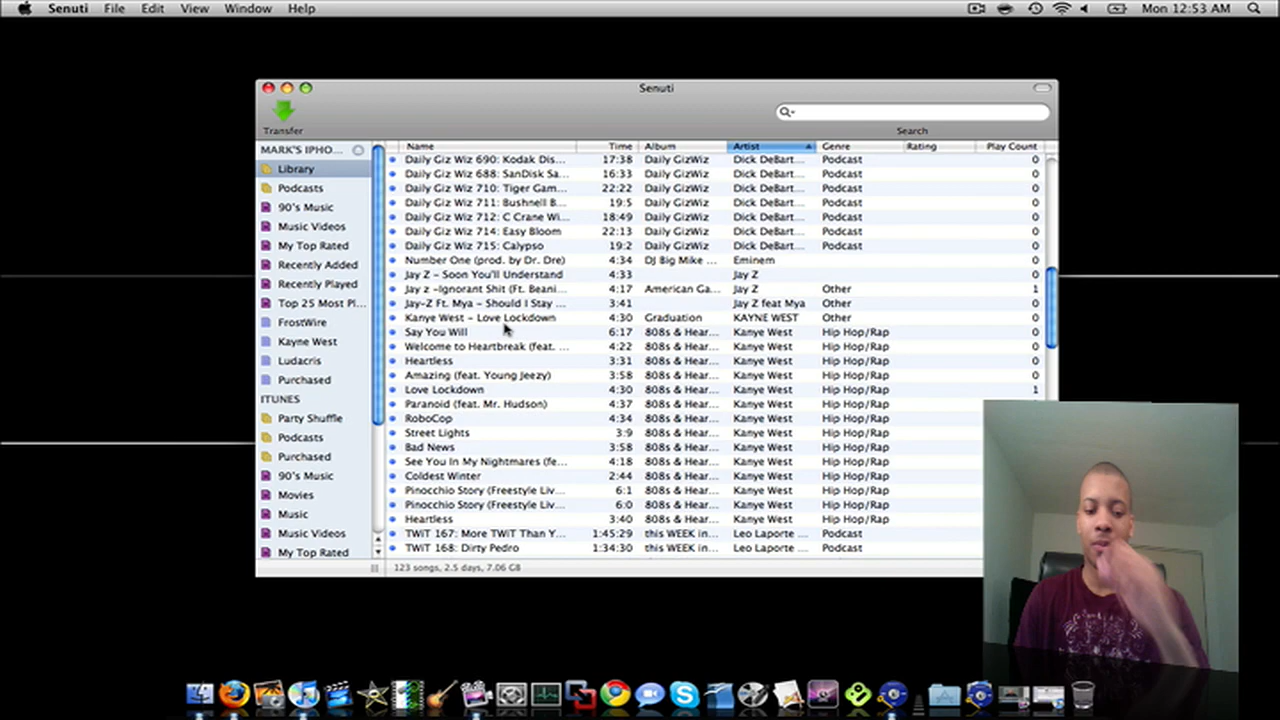 Senuti File Edit View Window Help Mon 12:53 AM
Senuti
Transfer Search
MARK'S IPHO... Name Time Album Artist Genre Rating Play Count
Library
Podcasts
90's Music
Music Videos
My Top Rated
Recently Added
Recently Played
Top 25 Most Pl...
FrostWire
Kayne West
Ludacris
Purchased
ITUNES
Party Shuffle
Podcasts
Purchased
90's Music
Movies
Music
Music Videos
My Top Rated
Daily Giz Wiz 690: Kodak Dis... 17:38 Daily GizWiz Dick DeBart... Podcast 0
Daily Giz Wiz 688: SanDisk Sa... 16:33 Daily GizWiz Dick DeBart... Podcast 0
Daily Giz Wiz 710: Tiger Gam... 22:22 Daily GizWiz Dick DeBart... Podcast 0
Daily Giz Wiz 711: Bushnell B... 19:5 Daily GizWiz Dick DeBart... Podcast 0
Daily Giz Wiz 712: C Crane Wi... 18:49 Daily GizWiz Dick DeBart... Podcast 0
Daily Giz Wiz 714: Easy Bloom 22:13 Daily GizWiz Dick DeBart... Podcast 0
Daily Giz Wiz 715: Calypso 19:2 Daily GizWiz Dick DeBart... Podcast 0
Number One (prod. by Dr. Dre) 4:34 DJ Big Mike ... Eminem 0
Jay Z - Soon You'll Understand 4:33 Jay Z 0
Jay z -Ignorant Shit (Ft. Beani... 4:17 American Ga... Jay Z Other 1
Jay-Z Ft. Mya - Should I Stay ... 3:41 Jay Z feat Mya Other 0
Kanye West - Love Lockdown 4:30 Graduation KAYNE WEST Other 0
Say You Will 6:17 808s & Hear... Kanye West Hip Hop/Rap 0
Welcome to Heartbreak (feat. ... 4:22 808s & Hear... Kanye West Hip Hop/Rap 0
Heartless 3:31 808s & Hear... Kanye West Hip Hop/Rap 0
Amazing (feat. Young Jeezy) 3:58 808s & Hear... Kanye West Hip Hop/Rap 0
Love Lockdown 4:30 808s & Hear... Kanye West Hip Hop/Rap 1
Paranoid (feat. Mr. Hudson) 4:37 808s & Hear... Kanye West Hip Hop/Rap
RoboCop 4:34 808s & Hear... Kanye West Hip Hop/Rap
Street Lights 3:9 808s & Hear... Kanye West Hip Hop/Rap
Bad News 3:58 808s & Hear... Kanye West Hip Hop/Rap
See You In My Nightmares (fe... 4:18 808s & Hear... Kanye West Hip Hop/Rap
Coldest Winter 2:44 808s & Hear... Kanye West Hip Hop/Rap
Pinocchio Story (Freestyle Liv... 6:1 808s & Hear... Kanye West Hip Hop/Rap
Pinocchio Story (Freestyle Liv... 6:0 808s & Hear... Kanye West Hip Hop/Rap
Heartless 3:40 808s & Hear... Kanye West Hip Hop/Rap
TWiT 167: More TWiT Than Y... 1:45:29 this WEEK in... Leo Laporte ... Podcast
TWiT 168: Dirty Pedro 1:34:30 this WEEK in... Leo Laporte ... Podcast
123 songs, 2.5 days, 7.06 GB